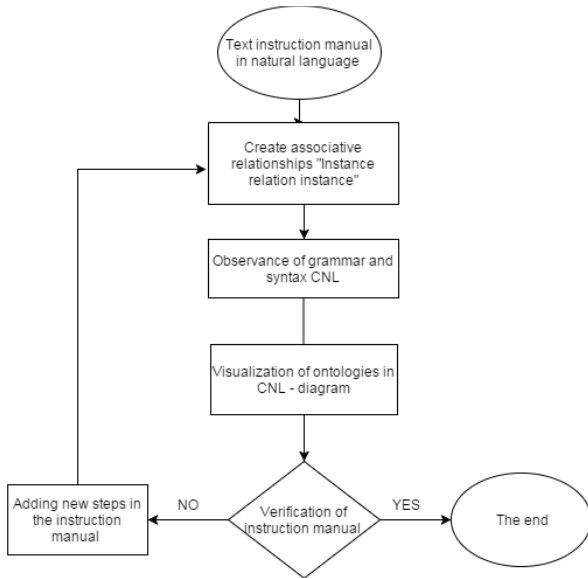 Text instruction manual
in natural language
Create associative
relationships "Instance
relation instance"
Observance of grammar and
syntax CNL
Visualization of ontologies in
CNL - diagram
Adding new steps in
the instruction
manual
NO
Verification of
instruction manual
YES
The end